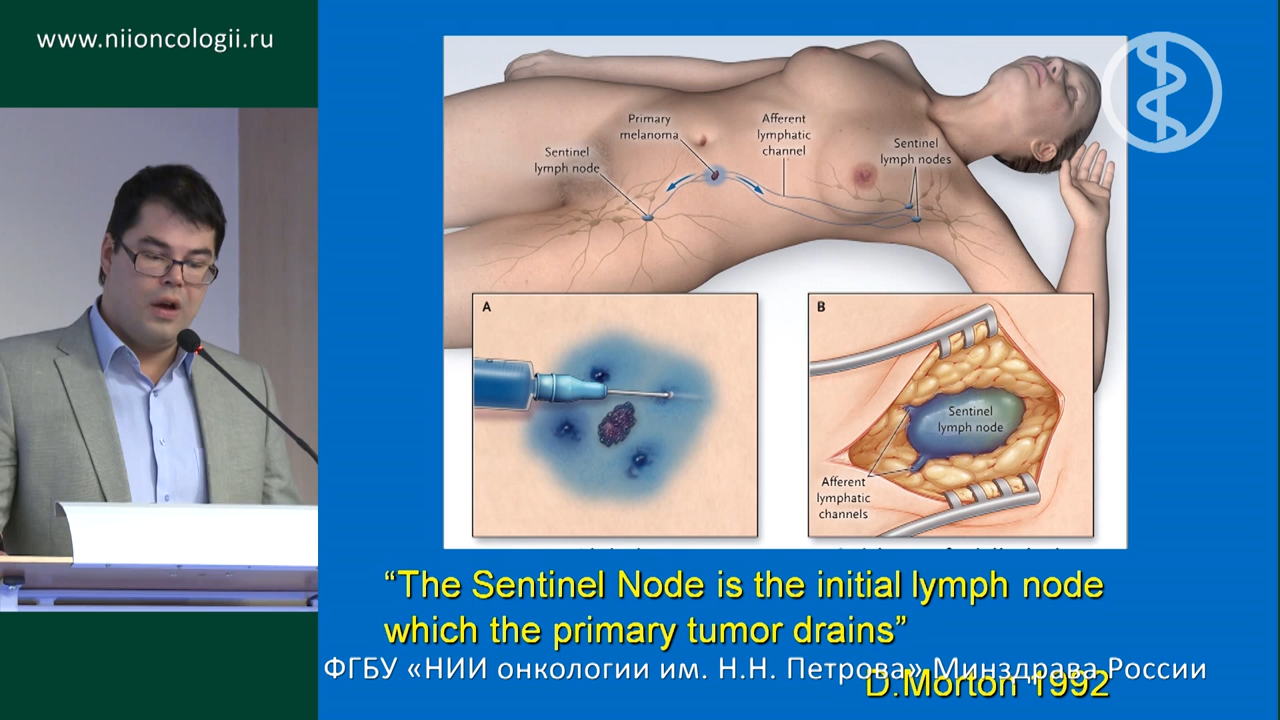 www.niioncologii.ru
Primary
melanoma
Afferent
lymphatic
channel
Sentinel
lymph node
Sentinel
lymph nodes
A
B
Sentinel
lymph node
Afferent
lymphatic
channels
“The Sentinel Node is the initial lymph node
which the primary tumor drains”
ФГБУ «НИИ онкологии им. Н.Н. Петрова» Минздрава России
D.Morton 1992